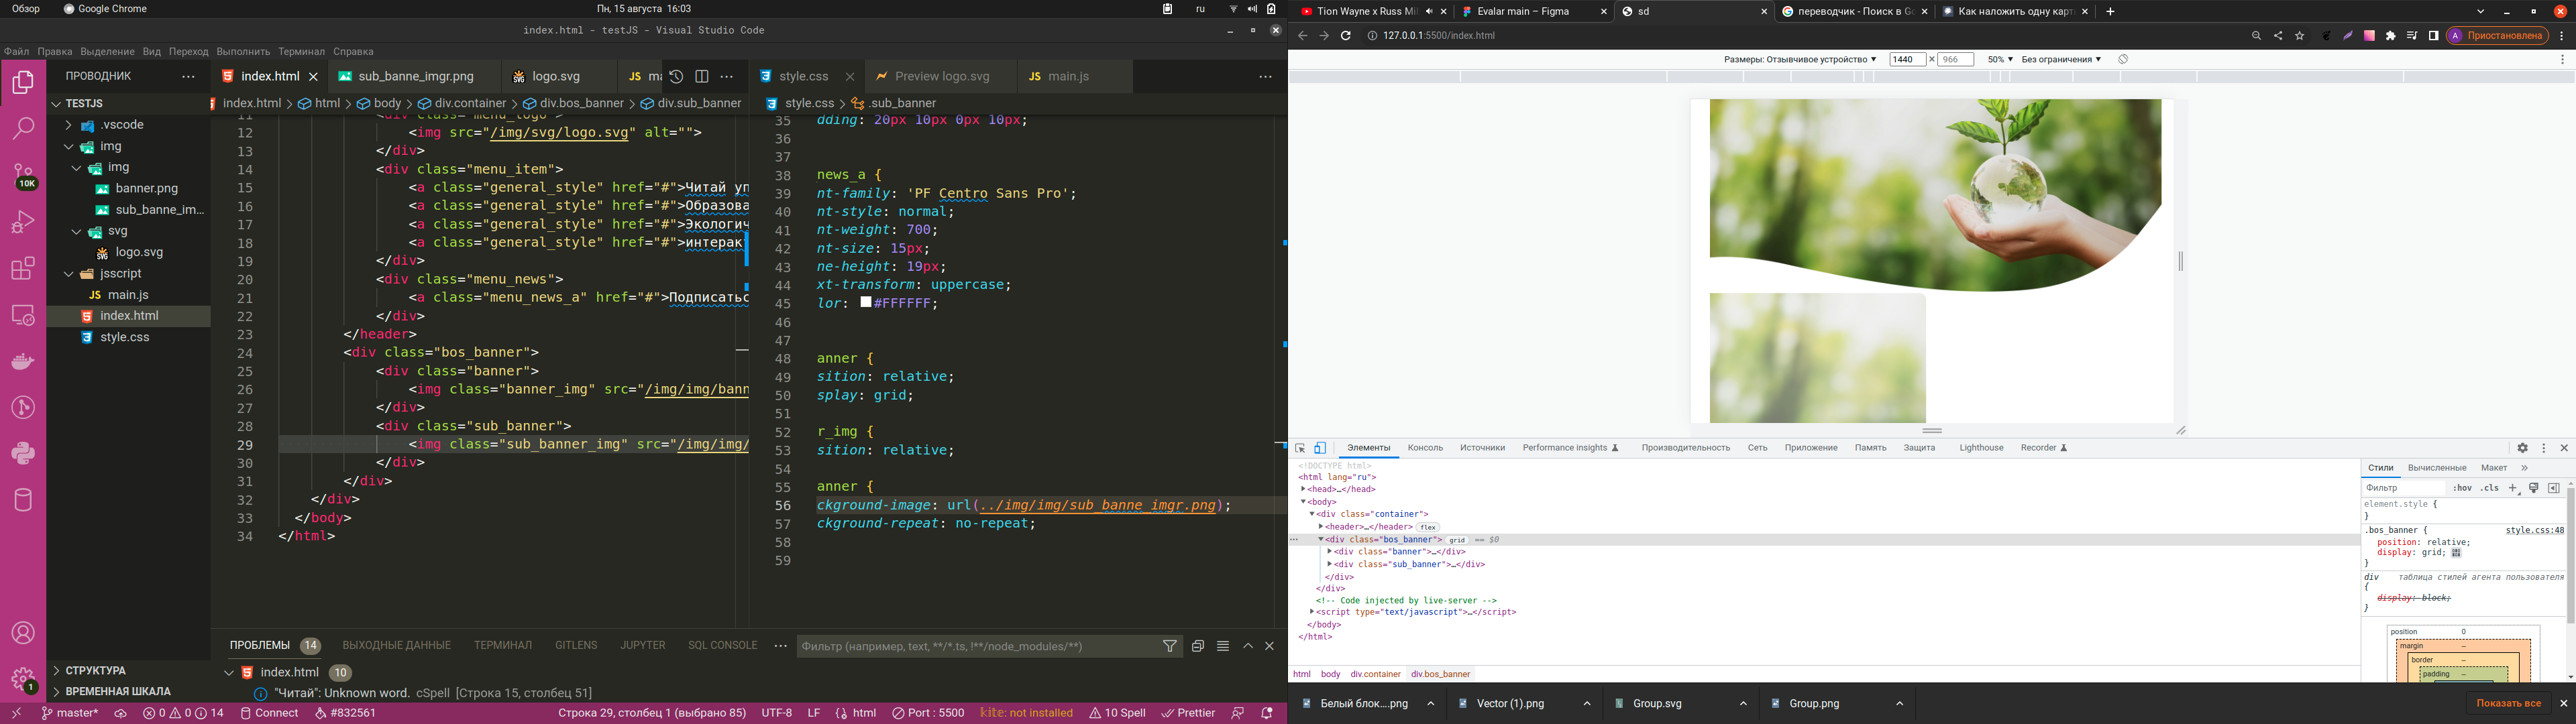 Обзор
Google Chrome
Пн, 15 августа 16:03
ru
index.html - testJS - Visual Studio Code
Файл Правка Выделение Вид Переход Выполнить Терминал Справка
ПРОВОДНИК
TESTJS
.vscode
img
img
banner.png
sub_banne_im...
svg
logo.svg
jsscript
JS main.js
index.html
style.css
СТРУКТУРА
ВРЕМЕННАЯ ШКАЛА
10K
1
index.html
sub_banne_imgr.png
logo.svg
JS
index.html > html > body > div.container > div.bos_banner > div.sub_banner
11 <div class="menu_logo">
12 <img src="/img/svg/logo.svg" alt="">
13 </div>
14 <div class="menu_item">
15 <a class="general_style" href="#">Читай уп
16 <a class="general_style" href="#">Образова
17 <a class="general_style" href="#">Экологич
18 <a class="general_style" href="#">интеракт
19 </div>
20 <div class="menu_news">
21 <a class="menu_news_a" href="#">Подписатьс
22 </div>
23 </header>
24 <div class="bos_banner">
25 <div class="banner">
26 <img class="banner_img" src="/img/img/bann
27 </div>
28 <div class="sub_banner">
29 <img class="sub_banner_img" src="/img/img/
30 </div>
31 </div>
32 </div>
33 </body>
34 </html>
style.css
Preview logo.svg
JS main.js
style.css > .sub_banner
35 dding: 20px 10px 0px 10px;
36
37
38 news_a {
39 nt-family: 'PF Centro Sans Pro';
40 nt-style: normal;
41 nt-weight: 700;
42 nt-size: 15px;
43 ne-height: 19px;
44 xt-transform: uppercase;
45 lor: #FFFFFF;
46
47
48 anner {
49 sition: relative;
50 splay: grid;
51
52 r_img {
53 sition: relative;
54
55 anner {
56 ckground-image: url(../img/img/sub_banne_imgr.png);
57 ckground-repeat: no-repeat;
58
59
ПРОБЛЕМЫ 14 ВЫХОДНЫЕ ДАННЫЕ ТЕРМИНАЛ GITLENS JUPYTER SQL CONSOLE
Фильтр (например, text, **/*.ts, !**/node_modules/**)
index.html 10
"Читай": Unknown word. cSpell [Строка 15, столбец 51]
master* 0 0 14 Connect #832561
Строка 29, столбец 1 (выбрано 85) UTF-8 LF html Port : 5500 kite: not installed 10 Spell Prettier
Tion Wayne x Russ Mil
Evalar main – Figma
sd
переводчик - Поиск в Go
Как наложить одну карт
127.0.0.1:5500/index.html
A Приостановлена
Размеры: Отзывчивое устройство 1440 × 966 50% Без ограничения
Элементы Консоль Источники Performance insights Производительность Сеть Приложение Память Защита Lighthouse Recorder
<!DOCTYPE html>
<html lang="ru">
<head>…</head>
<body>
<div class="container">
<header>…</header> flex
<div class="bos_banner"> grid == $0
<div class="banner">…</div>
<div class="sub_banner">…</div>
</div>
</div>
<!-- Code injected by live-server -->
<script type="text/javascript">…</script>
</body>
</html>
html body div.container div.bos_banner
Стили Вычисленные Макет
Фильтр :hov .cls
element.style {
}
.bos_banner { style.css:48
position: relative;
display: grid;
}
div таблица стилей агента пользователя
{
display: block;
}
position 0
margin –
border –
padding –
Белый блок....png
Vector (1).png
Group.svg
Group.png
Показать все